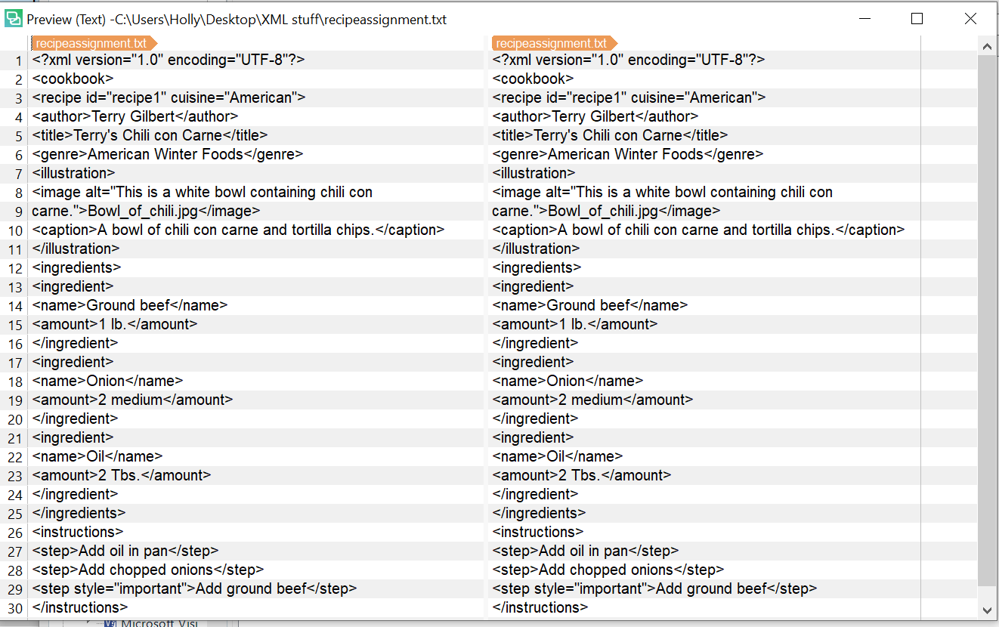 Preview (Text) -C:\Users\Holly\Desktop\XML stuff\recipeassignment.txt
recipeassignment.txt recipeassignment.txt
1 <?xml version="1.0" encoding="UTF-8"?> <?xml version="1.0" encoding="UTF-8"?>
2 <cookbook> <cookbook>
3 <recipe id="recipe1" cuisine="American"> <recipe id="recipe1" cuisine="American">
4 <author>Terry Gilbert</author> <author>Terry Gilbert</author>
5 <title>Terry's Chili con Carne</title> <title>Terry's Chili con Carne</title>
6 <genre>American Winter Foods</genre> <genre>American Winter Foods</genre>
7 <illustration> <illustration>
8 <image alt="This is a white bowl containing chili con <image alt="This is a white bowl containing chili con
9 carne.">Bowl_of_chili.jpg</image> carne.">Bowl_of_chili.jpg</image>
10 <caption>A bowl of chili con carne and tortilla chips.</caption> <caption>A bowl of chili con carne and tortilla chips.</caption>
11 </illustration> </illustration>
12 <ingredients> <ingredients>
13 <ingredient> <ingredient>
14 <name>Ground beef</name> <name>Ground beef</name>
15 <amount>1 lb.</amount> <amount>1 lb.</amount>
16 </ingredient> </ingredient>
17 <ingredient> <ingredient>
18 <name>Onion</name> <name>Onion</name>
19 <amount>2 medium</amount> <amount>2 medium</amount>
20 </ingredient> </ingredient>
21 <ingredient> <ingredient>
22 <name>Oil</name> <name>Oil</name>
23 <amount>2 Tbs.</amount> <amount>2 Tbs.</amount>
24 </ingredient> </ingredient>
25 </ingredients> </ingredients>
26 <instructions> <instructions>
27 <step>Add oil in pan</step> <step>Add oil in pan</step>
28 <step>Add chopped onions</step> <step>Add chopped onions</step>
29 <step style="important">Add ground beef</step> <step style="important">Add ground beef</step>
30 </instructions> </instructions>
Microsoft Visi